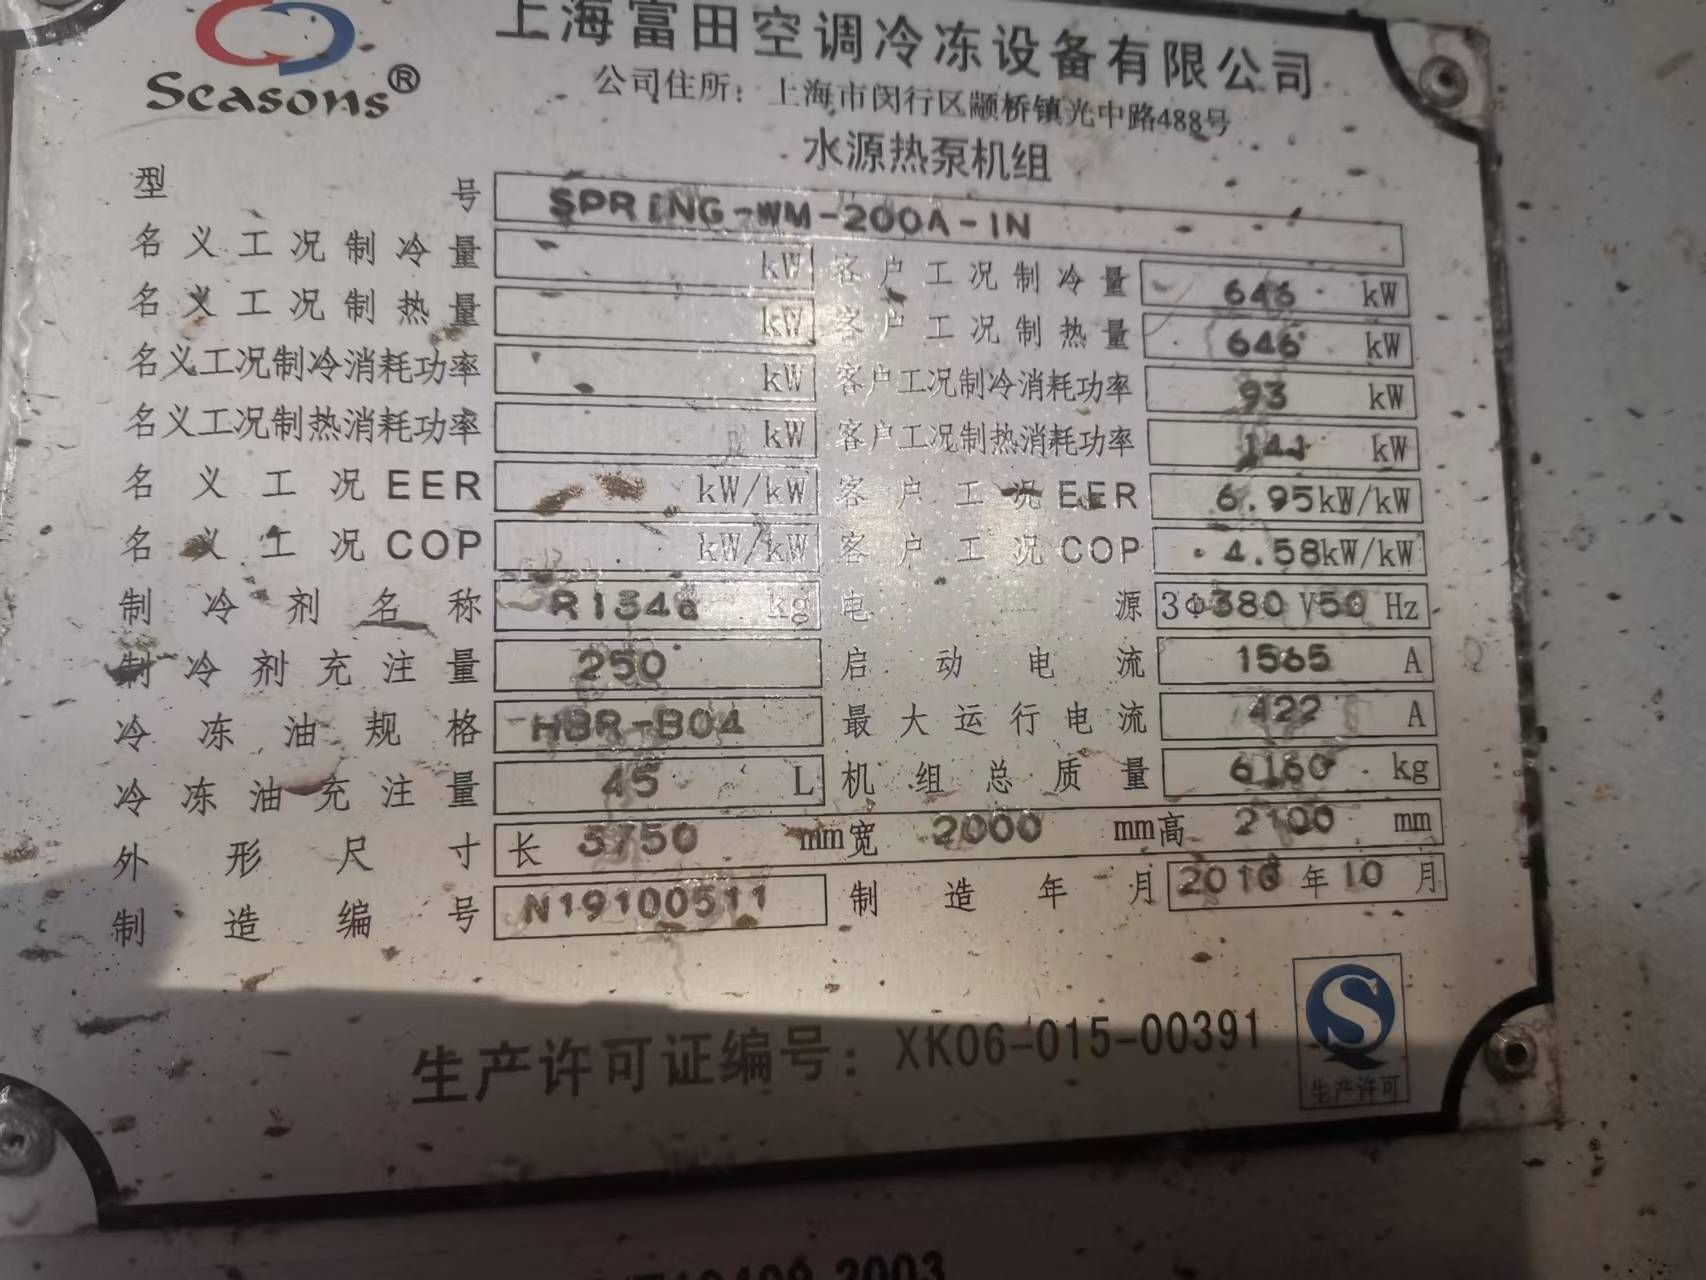 Seasons®
上海富田空调冷冻设备有限公司
公司住所：上海市闵行区颛桥镇光中路488号
水源热泵机组
型号 SPRING-WM-200A-IN
名义工况制冷量 kW 客户工况制冷量 646 kW
名义工况制热量 kW 客户工况制热量 646 kW
名义工况制冷消耗功率 kW 客户工况制冷消耗功率 93 kW
名义工况制热消耗功率 kW 客户工况制热消耗功率 141 kW
名义工况EER kW/kW 客户工况EER 6.95kW/kW
名义工况COP kW/kW 客户工况COP 4.58kW/kW
制冷剂名称 R134a kg 电源 3Φ380V50Hz
制冷剂充注量 250 启动电流 1565 A
冷冻油规格 HBR-B04 最大运行电流 422 A
冷冻油充注量 45 L 机组总质量 6160 kg
外形尺寸 长 3750 mm宽 2000 mm高 2100 mm
制造编号 N19100511 制造年月 2010年10月
生产许可证编号：XK06-015-00391
生产许可